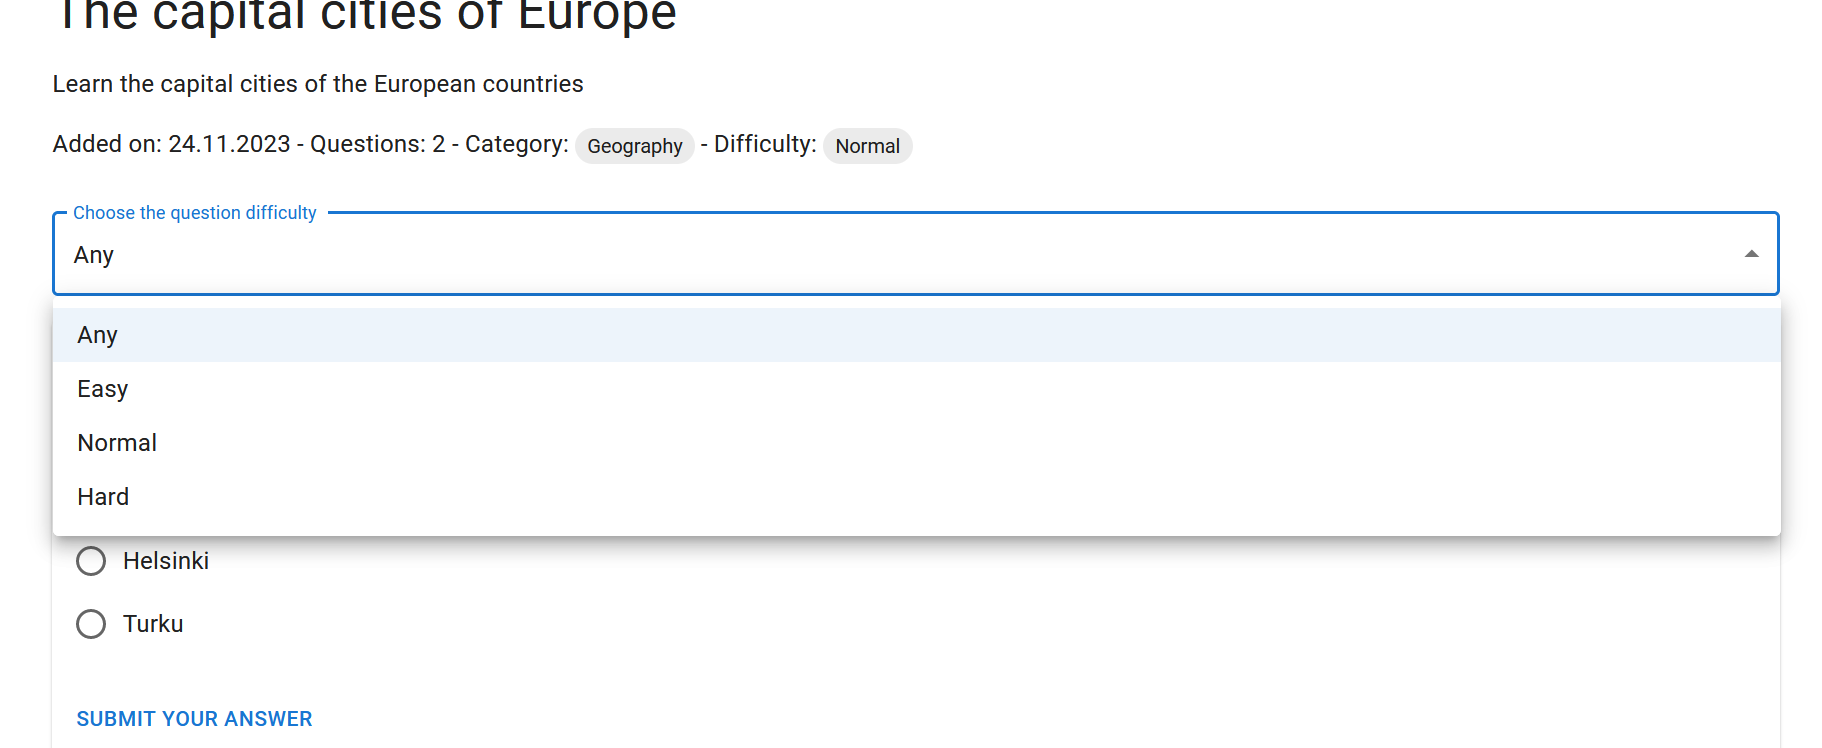 The capital cities of Europe
Learn the capital cities of the European countries
Added on: 24.11.2023 - Questions: 2 - Category: Geography - Difficulty: Normal
Choose the question difficulty
Any
Any
Easy
Normal
Hard
Helsinki
Turku
SUBMIT YOUR ANSWER